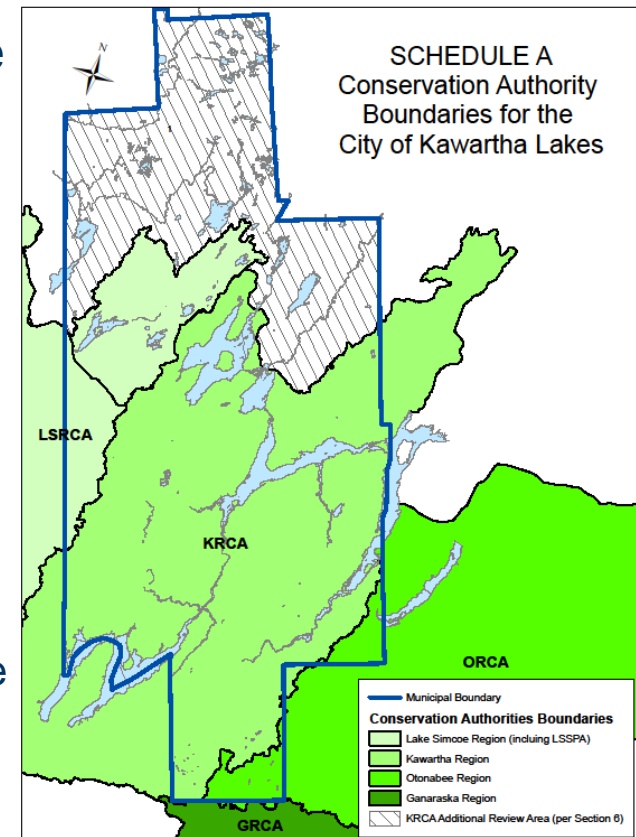 e
N
SCHEDULE A
Conservation Authority
Boundaries for the
City of Kawartha Lakes
1
LSRCA
KRCA
e
ORCA
Municipal Boundary
Conservation Authorities Boundaries
Lake Simcoe Region (incluing LSSPA)
Kawartha Region
Otonabee Region
Ganaraska Region
KRCA Additional Review Area (per Section 6)
GRCA